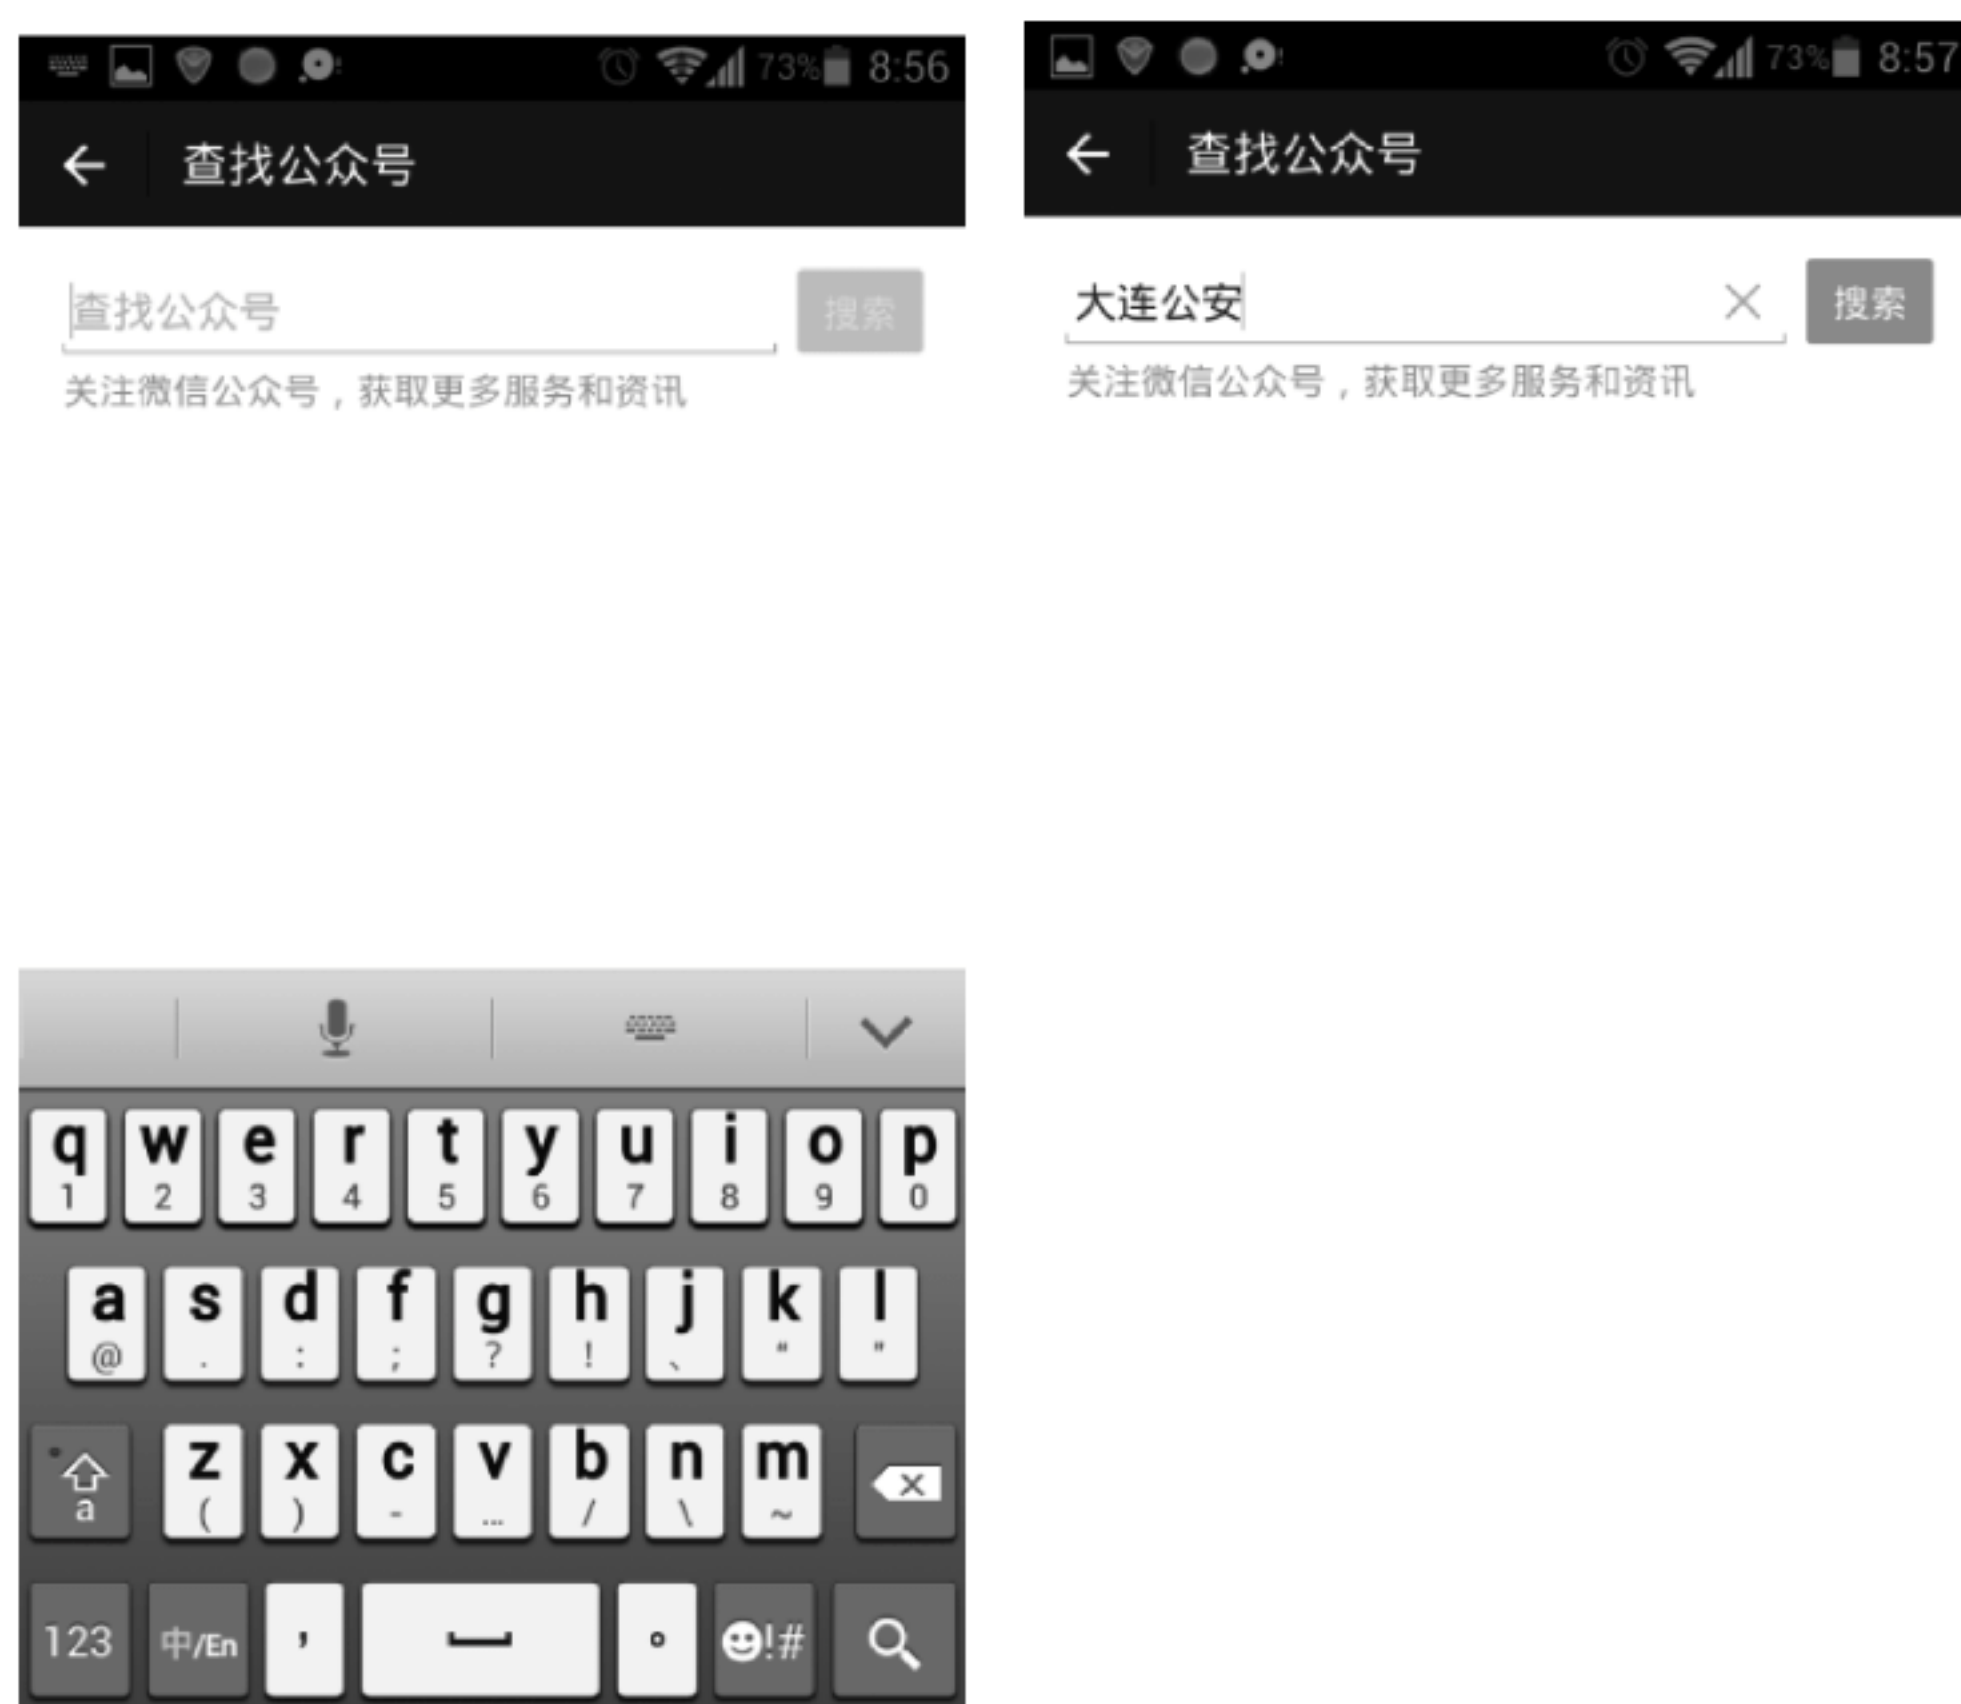 73% 8:56
查找公众号
查找公众号 搜索
关注微信公众号，获取更多服务和资讯
q w e r t y u i o p
1 2 3 4 5 6 7 8 9 0
a s d f g h j k l
@ . : ; ? ! 、 “ ”
z x c v b n m
a ( ) - ... / \ ~
123 中/En , 。 !#
73% 8:57
查找公众号
大连公安 搜索
关注微信公众号，获取更多服务和资讯